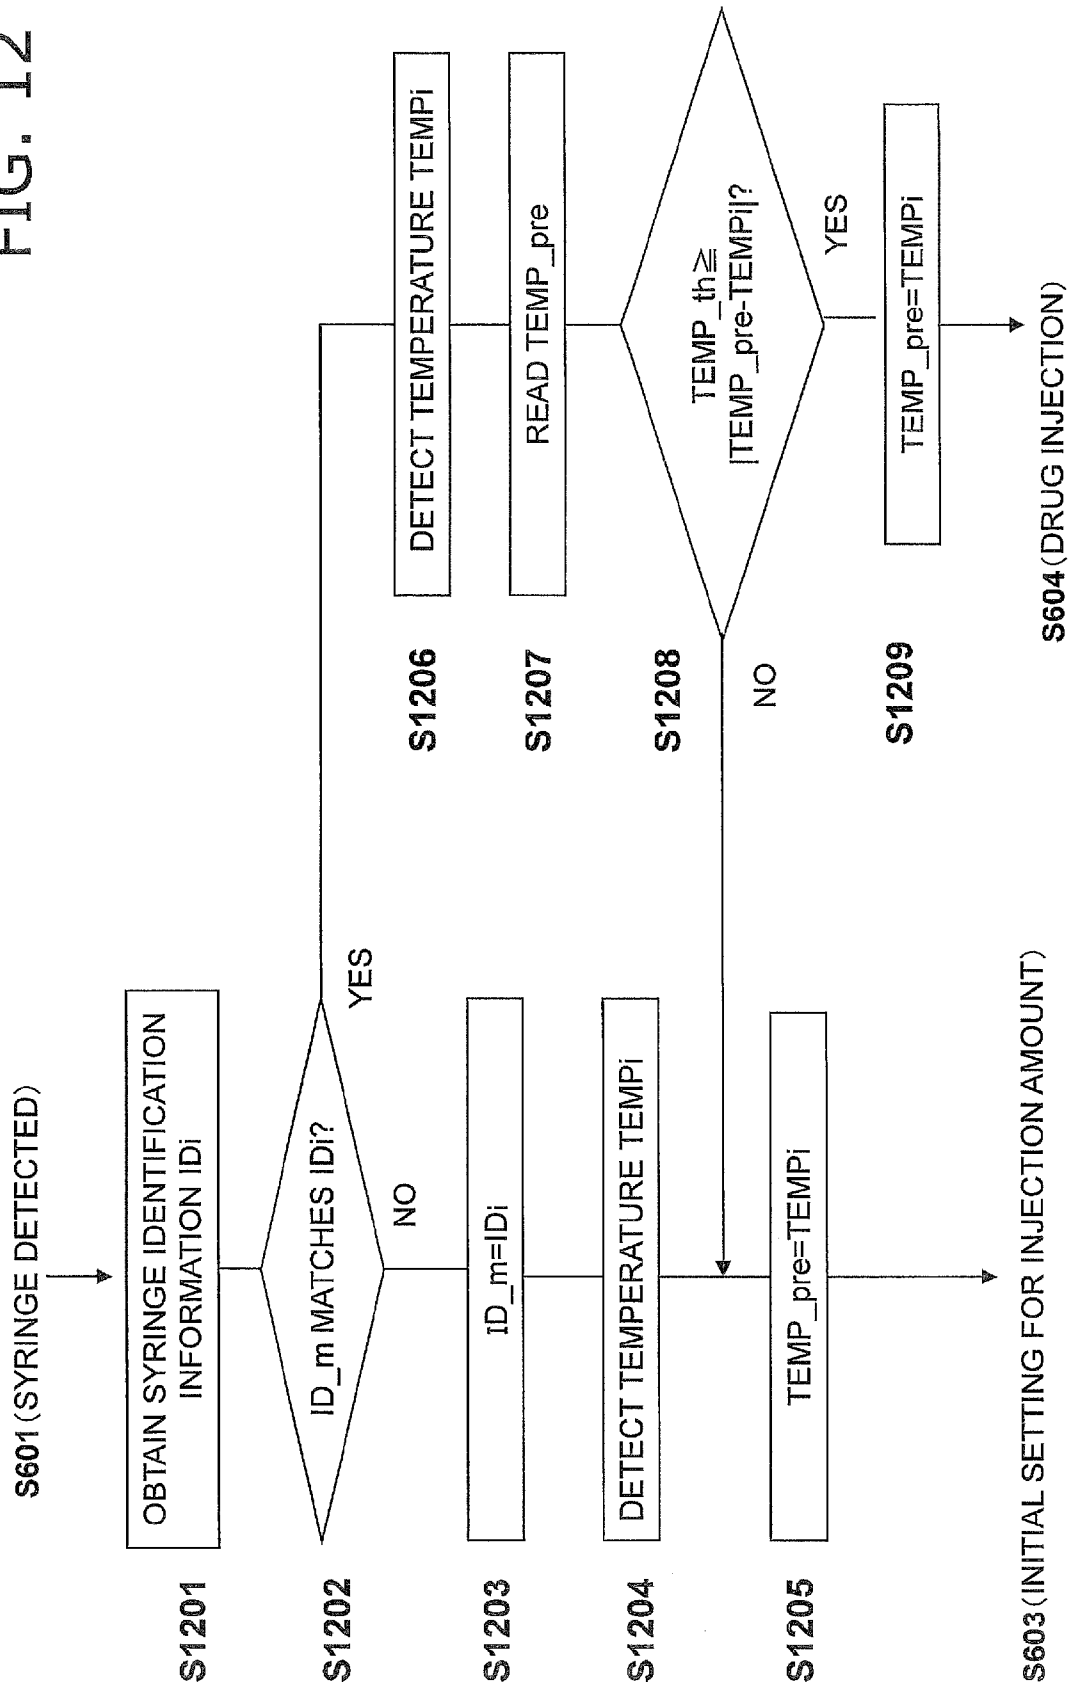 FIG. 12
S601(SYRINGE DETECTED)
S1201
OBTAIN SYRINGE IDENTIFICATION
INFORMATION IDi
S1202
ID_m MATCHES IDi?
YES
NO
S1203
ID_m=IDi
S1204
DETECT TEMPERATURE TEMPi
S1205
TEMP_pre=TEMPi
S603(INITIAL SETTING FOR INJECTION AMOUNT)
S1206
DETECT TEMPERATURE TEMPi
S1207
READ TEMP_pre
S1208
TEMP_th≧
|TEMP_pre-TEMPi|?
NO
YES
S1209
TEMP_pre=TEMPi
S604(DRUG INJECTION)